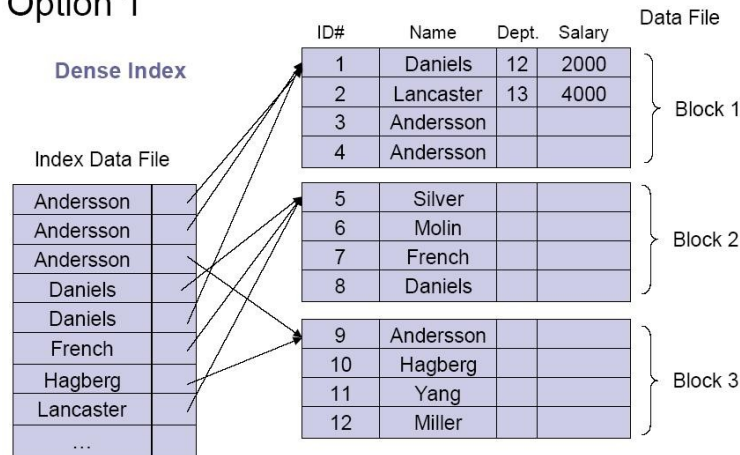 Option 1
Dense Index
Index Data File
Andersson
Andersson
Andersson
Daniels
Daniels
French
Hagberg
Lancaster
...
Data File
ID# Name Dept. Salary
1 Daniels 12 2000
2 Lancaster 13 4000
3 Andersson
4 Andersson
Block 1
5 Silver
6 Molin
7 French
8 Daniels
Block 2
9 Andersson
10 Hagberg
11 Yang
12 Miller
Block 3